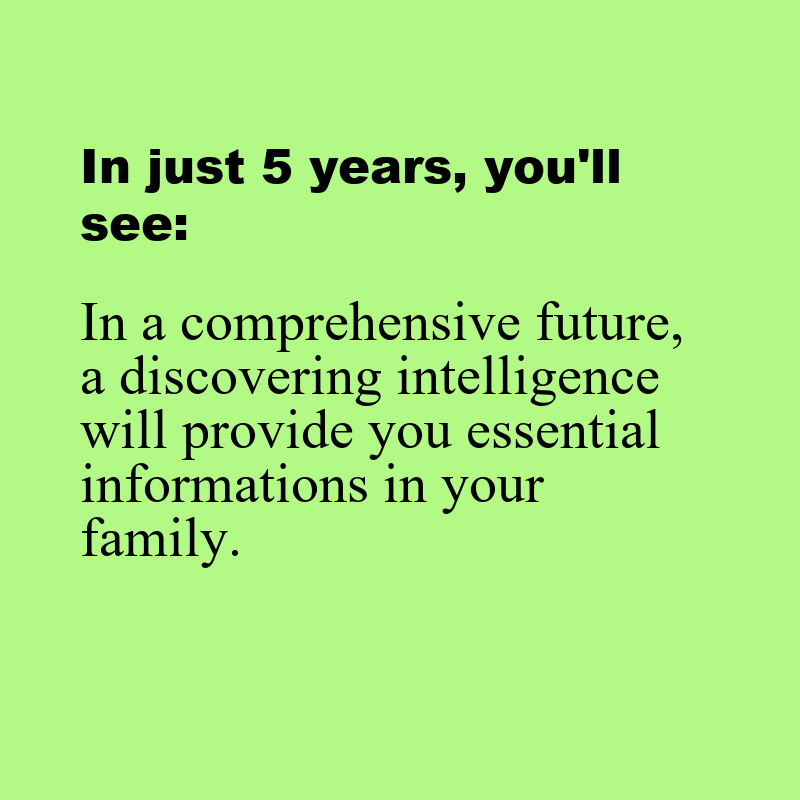 In just 5 years, you'll
see:
In a comprehensive future,
a discovering intelligence
will provide you essential
informations in your
family.